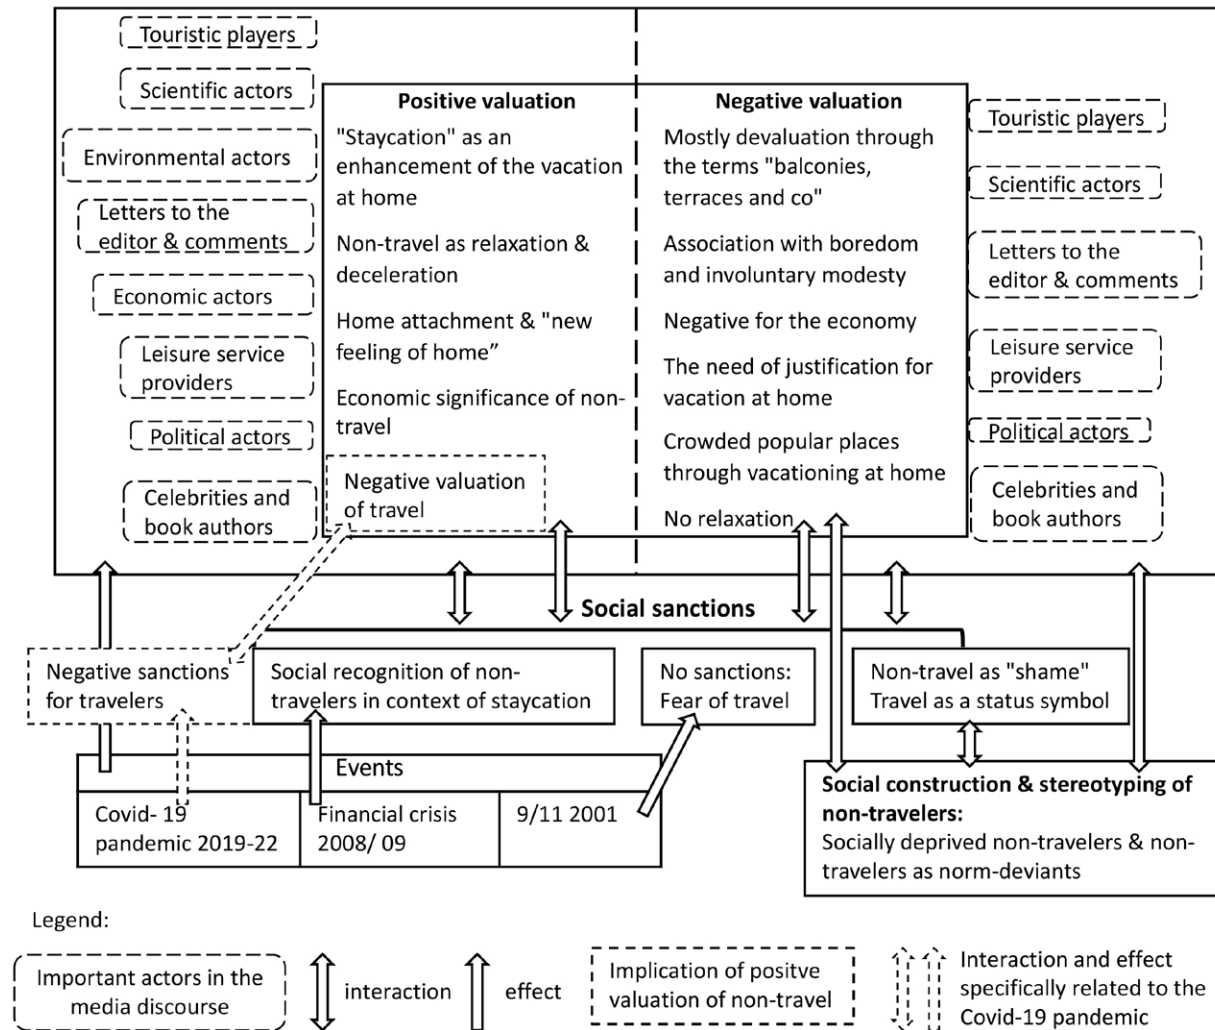 Touristic players
Scientific actors
Environmental actors
Letters to the
editor & comments
Economic actors
Leisure service
providers
Political actors
Celebrities and
book authors
Positive valuation
"Staycation" as an
enhancement of the vacation
at home
Non-travel as relaxation &
deceleration
Home attachment & "new
feeling of home”
Economic significance of non-
travel
Negative valuation
of travel
Negative valuation
Mostly devaluation through
the terms "balconies,
terraces and co"
Association with boredom
and involuntary modesty
Negative for the economy
The need of justification for
vacation at home
Crowded popular places
through vacationing at home
No relaxation
Touristic players
Scientific actors
Letters to the
editor & comments
Leisure service
providers
Political actors
Celebrities and
book authors
Social sanctions
Negative sanctions
for travelers
Social recognition of non-
travelers in context of staycation
No sanctions:
Fear of travel
Non-travel as "shame"
Travel as a status symbol
Events
Covid- 19
pandemic 2019-22
Financial crisis
2008/ 09
9/11 2001
Social construction & stereotyping of
non-travelers:
Socially deprived non-travelers & non-
travelers as norm-deviants
Legend:
Important actors in the
media discourse
interaction
effect
Implication of positve
valuation of non-travel
Interaction and effect
specifically related to the
Covid-19 pandemic